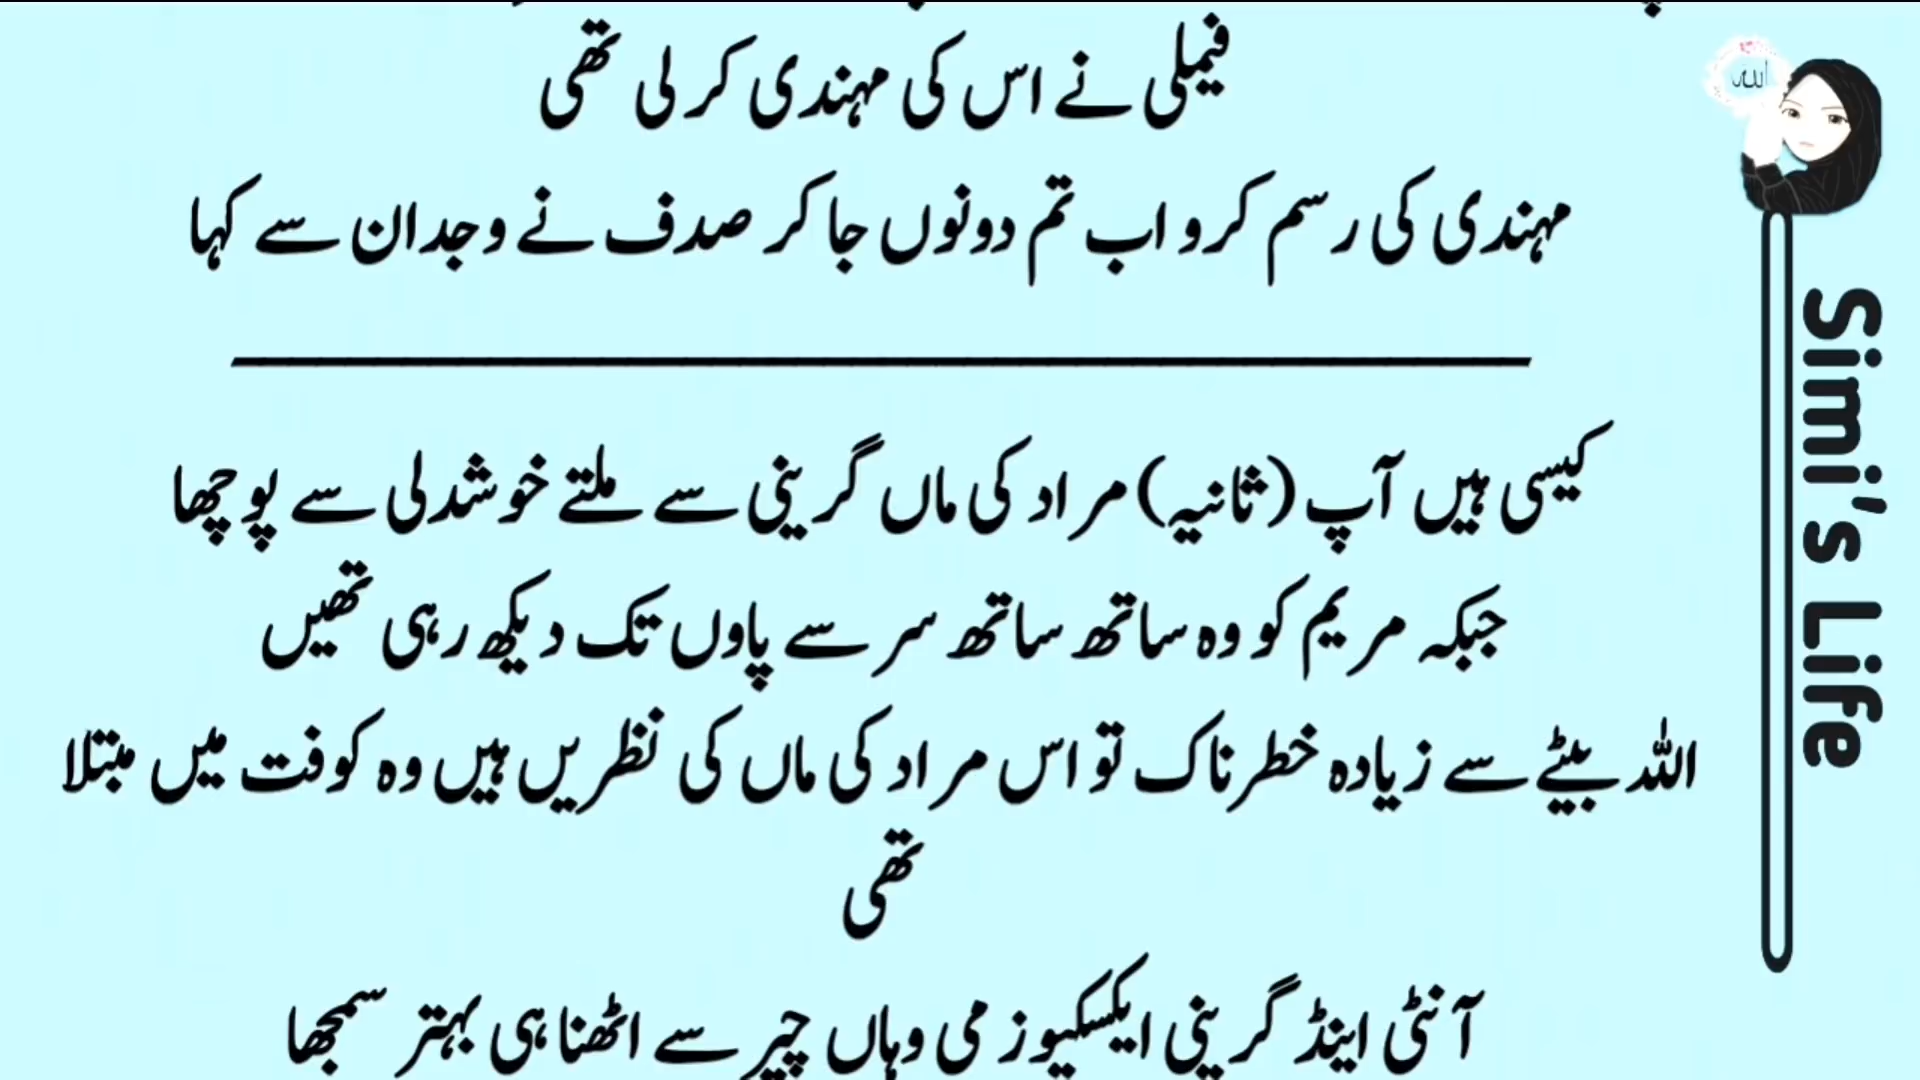 فیملی نے اس کی مہندی کر لی تھی
مہندی کی رسم کرو اب تم دونوں جا کر صدف نے وجدان سے کہا
کیسی ہیں آپ (ثانیہ) مراد کی ماں گرینی سے ملتے خوشدلی سے پوچھا
جبکہ مریم کو وہ ساتھ ساتھ سر سے پاوں تک دیکھ رہی تھیں
اللہ بیٹے سے زیادہ خطرناک تو اس مراد کی ماں کی نظریں ہیں وہ کوفت میں مبتلا
تھی
آنٹی اینڈ گرینی ایکسکیوز می وہاں چیر سے اٹھنا ہی بہتر سمجھا
اللہ
Simi's Life